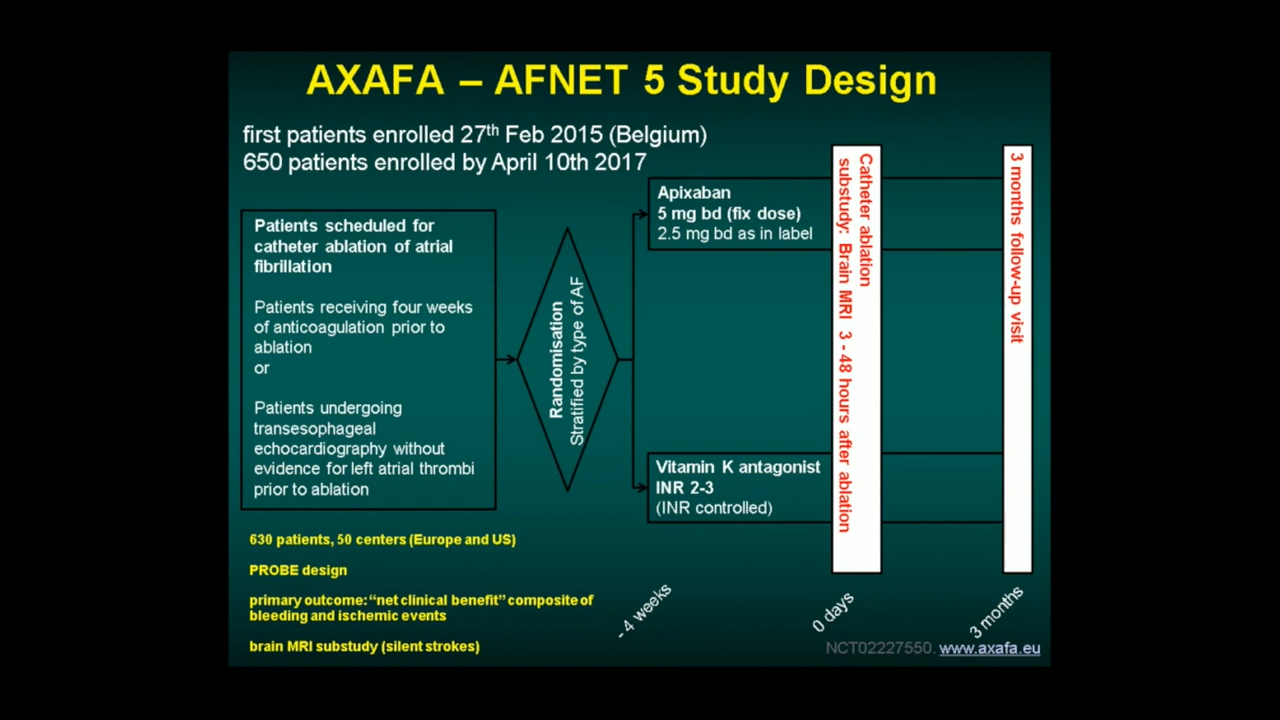 AXAFA – AFNET 5 Study Design
first patients enrolled 27th Feb 2015 (Belgium)
650 patients enrolled by April 10th 2017
Patients scheduled for
catheter ablation of atrial
fibrillation
Patients receiving four weeks
of anticoagulation prior to
ablation
or
Patients undergoing
transesophageal
echocardiography without
evidence for left atrial thrombi
prior to ablation
Randomisation
Stratified by type of AF
Apixaban
5 mg bd (fix dose)
2.5 mg bd as in label
Vitamin K antagonist
INR 2-3
(INR controlled)
Catheter ablation
substudy: Brain MRI 3 - 48 hours after ablation
3 months follow-up visit
630 patients, 50 centers (Europe and US)
PROBE design
primary outcome: “net clinical benefit” composite of
bleeding and ischemic events
brain MRI substudy (silent strokes)
- 4 weeks
0 days
3 months
NCT02227550. www.axafa.eu